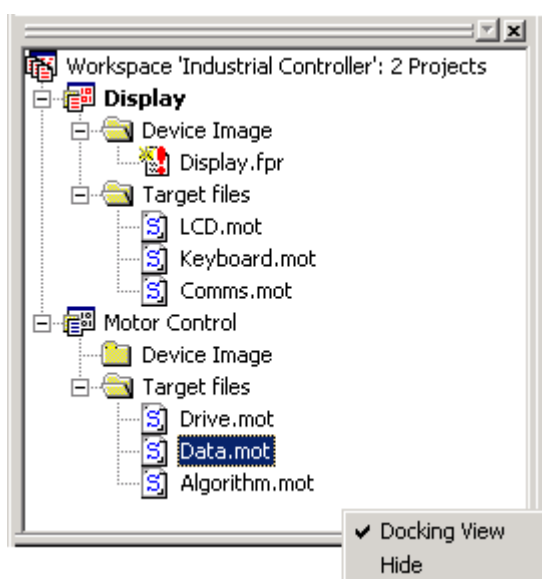 Workspace 'Industrial Controller': 2 Projects
Display
Device Image
Display.fpr
Target files
LCD.mot
Keyboard.mot
Comms.mot
Motor Control
Device Image
Target files
Drive.mot
Data.mot
Algorithm.mot
Docking View
Hide